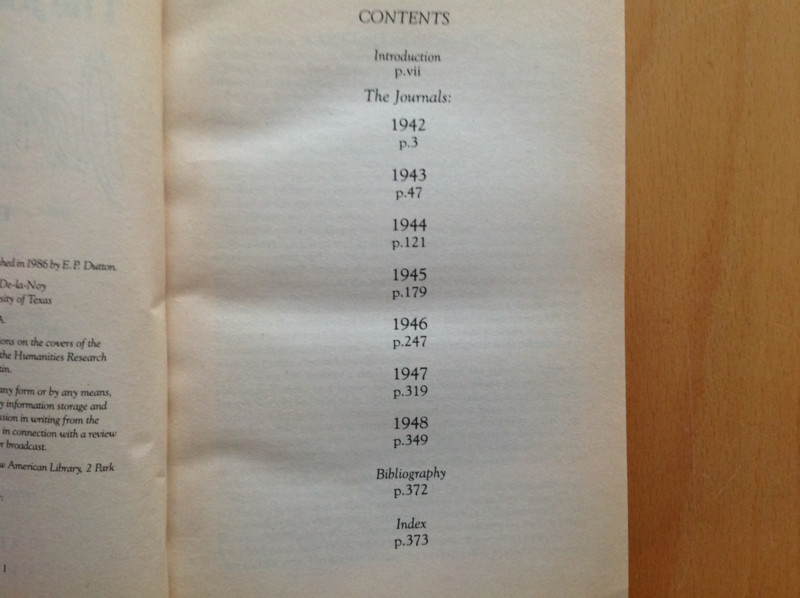 hed in 1986 by E. P. Dutton.
De-la-Noy
sity of Texas
A
ons on the covers of the
the Humanities Research
tin.
any form or by any means,
y information storage and
ssion in writing from the
in connection with a review
r broadcast.
w American Library, 2 Park
1
CONTENTS
Introduction
p.vii
The Journals:
1942
p.3
1943
p.47
1944
p.121
1945
p.179
1946
p.247
1947
p.319
1948
p.349
Bibliography
p.372
Index
p.373